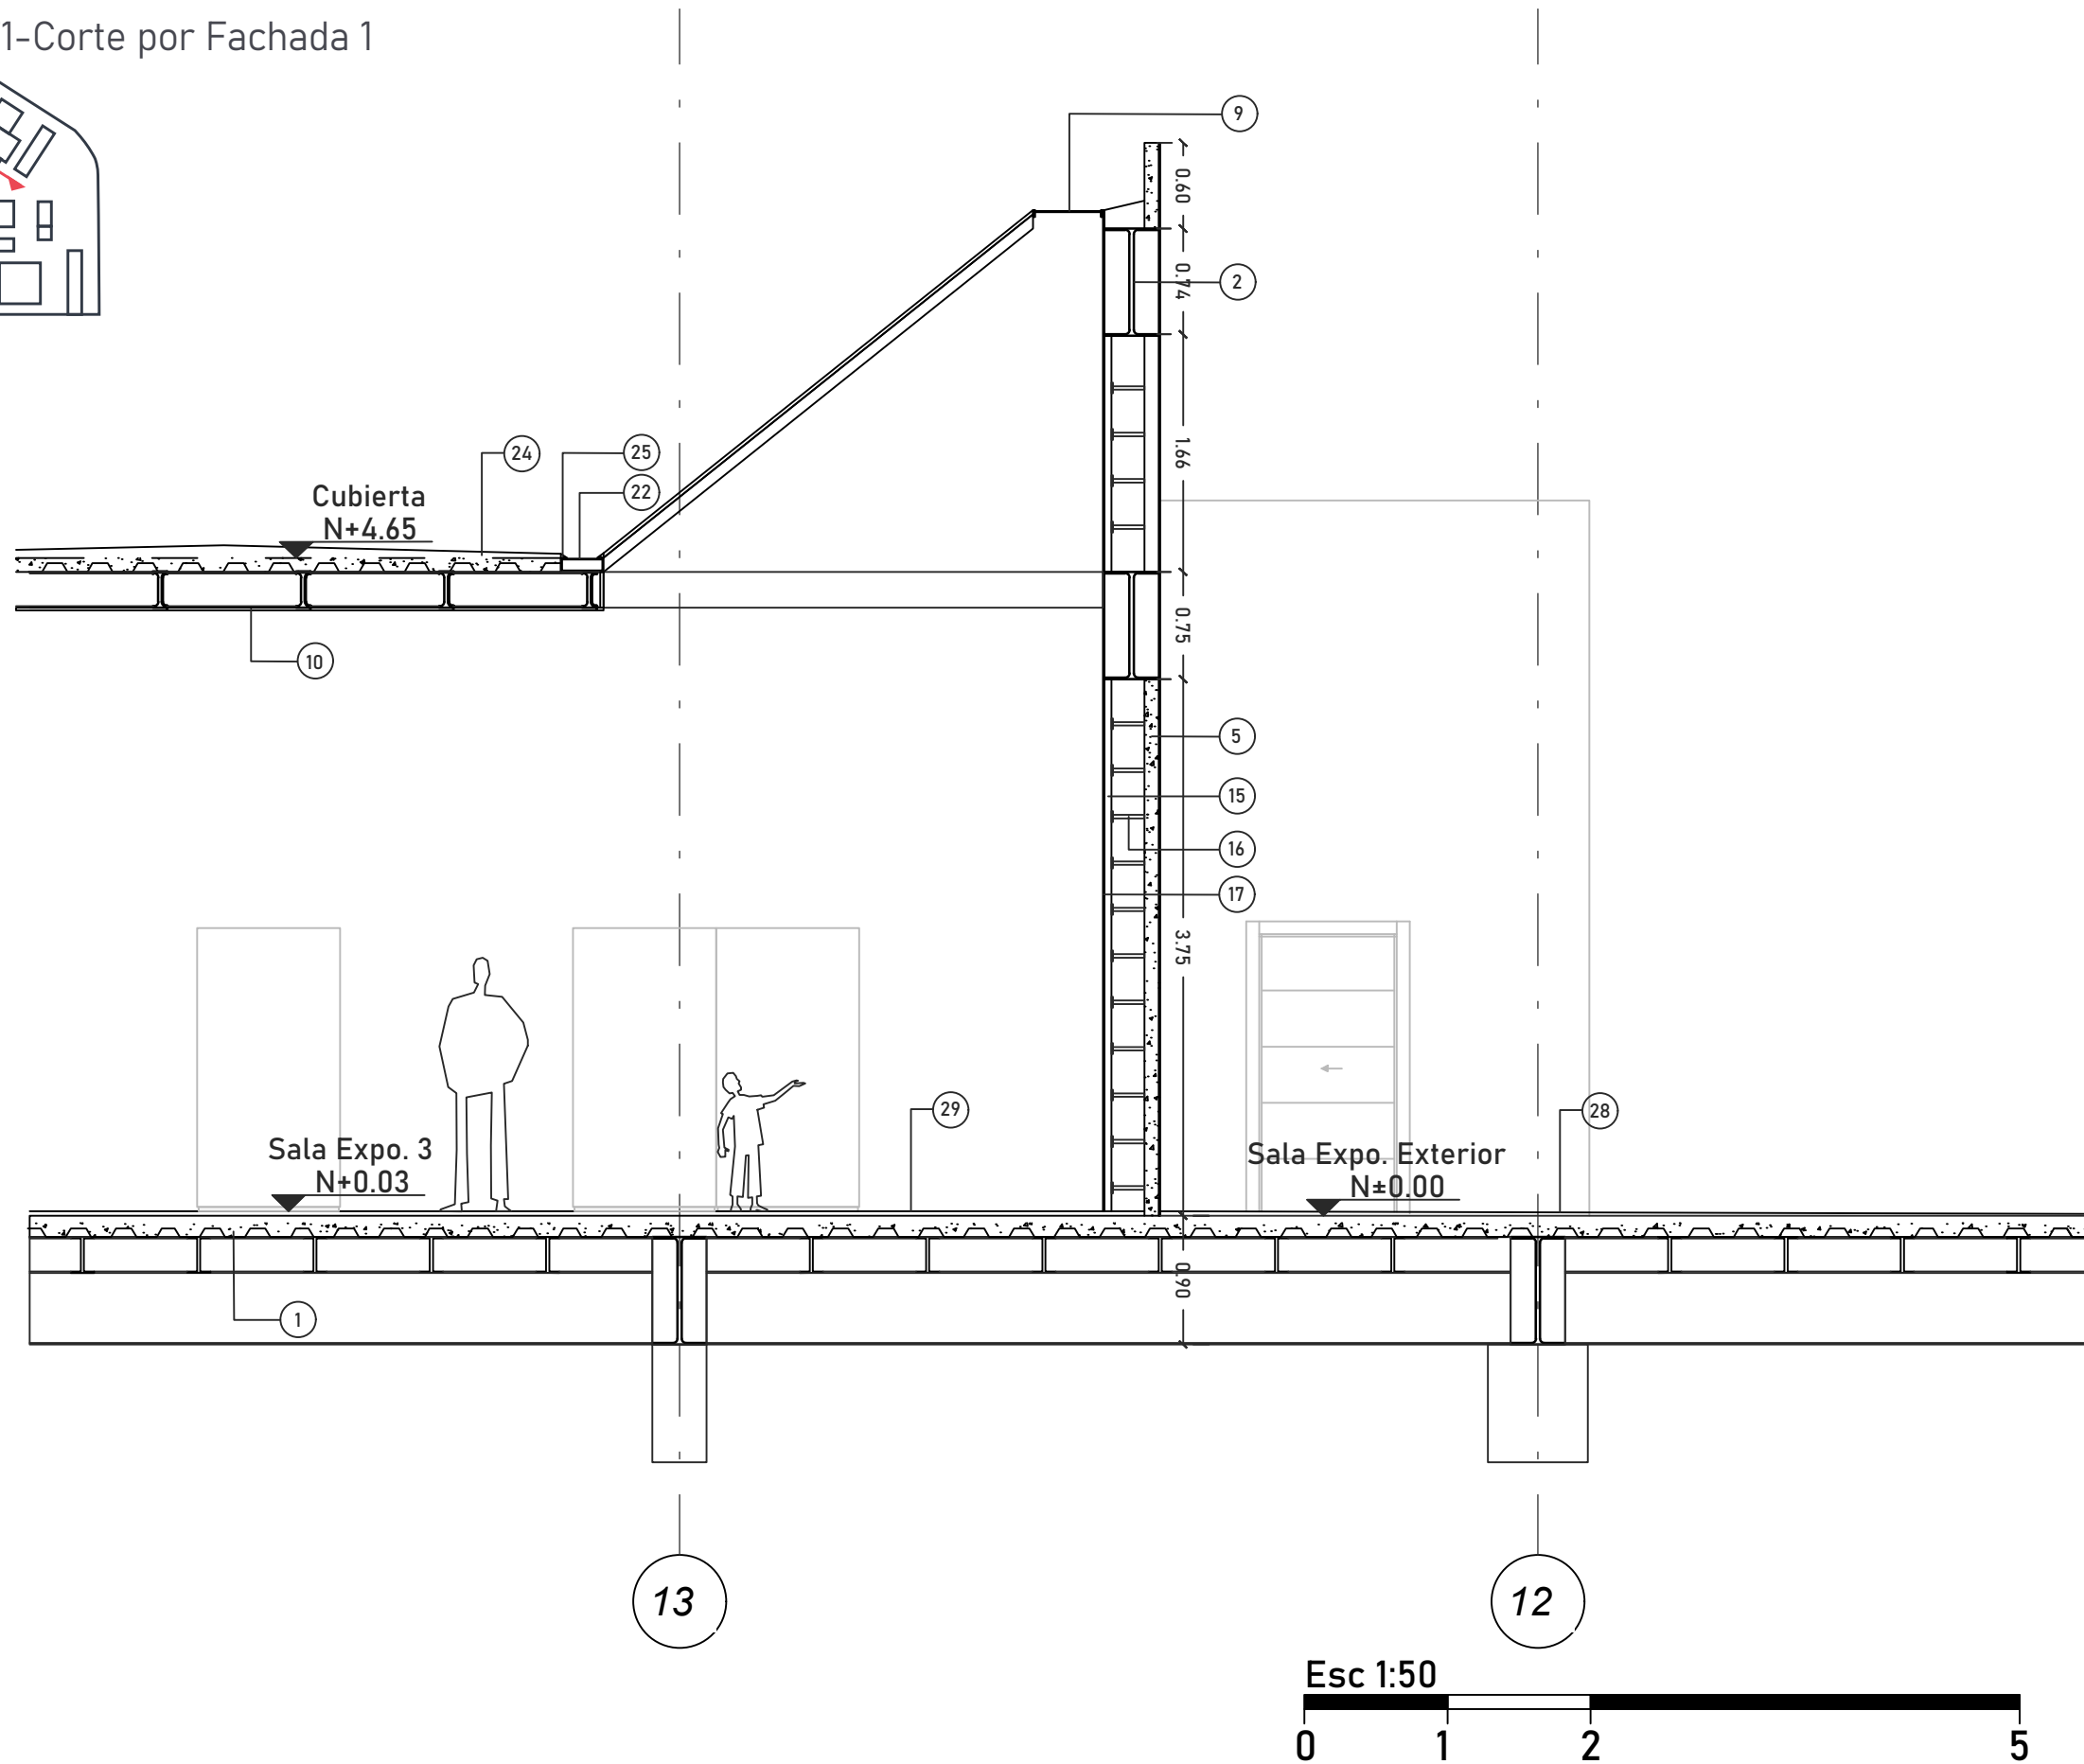 1-Corte por Fachada 1
9
0.60
0.74
2
1.66
24
25
22
Cubierta
N+4.65
0.75
10
5
15
16
17
3.75
29
28
Sala Expo. 3
N+0.03
Sala Expo. Exterior
N±0.00
0.90
1
13
12
Esc 1:50
0 1 2 5